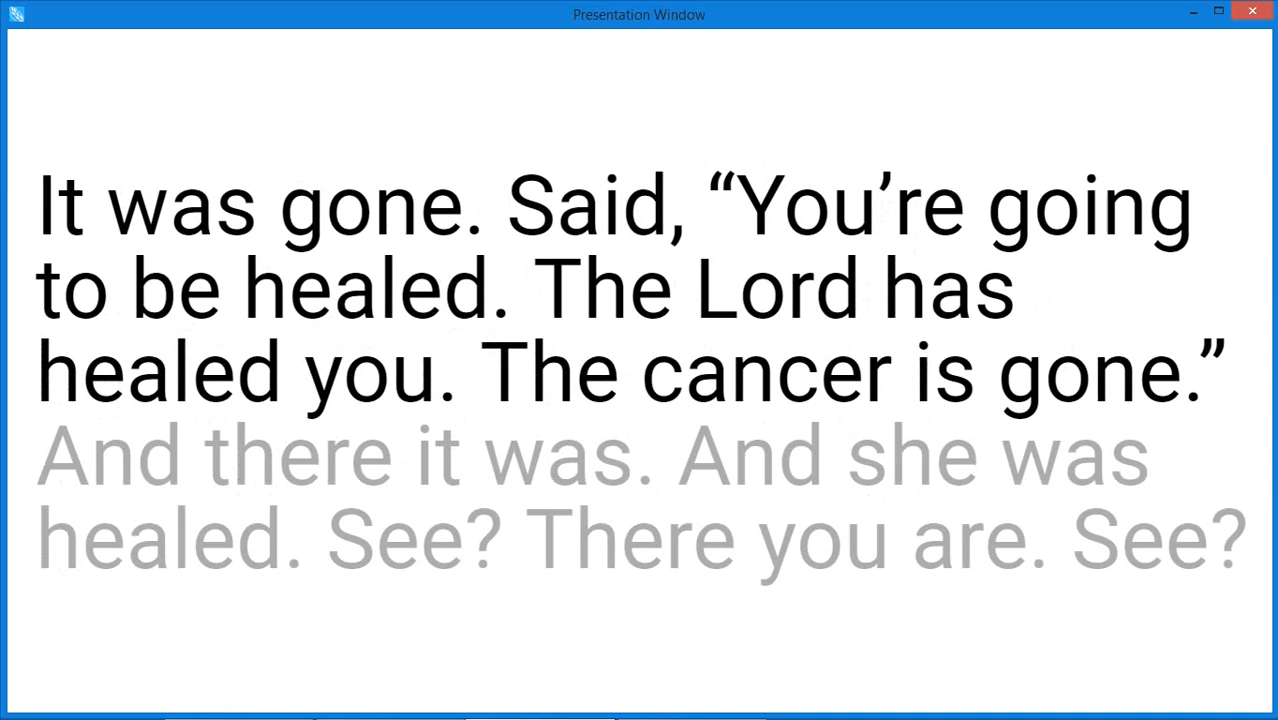 Presentation Window
It was gone. Said, “You’re going
to be healed. The Lord has
healed you. The cancer is gone.”
And there it was. And she was
healed. See? There you are. See?